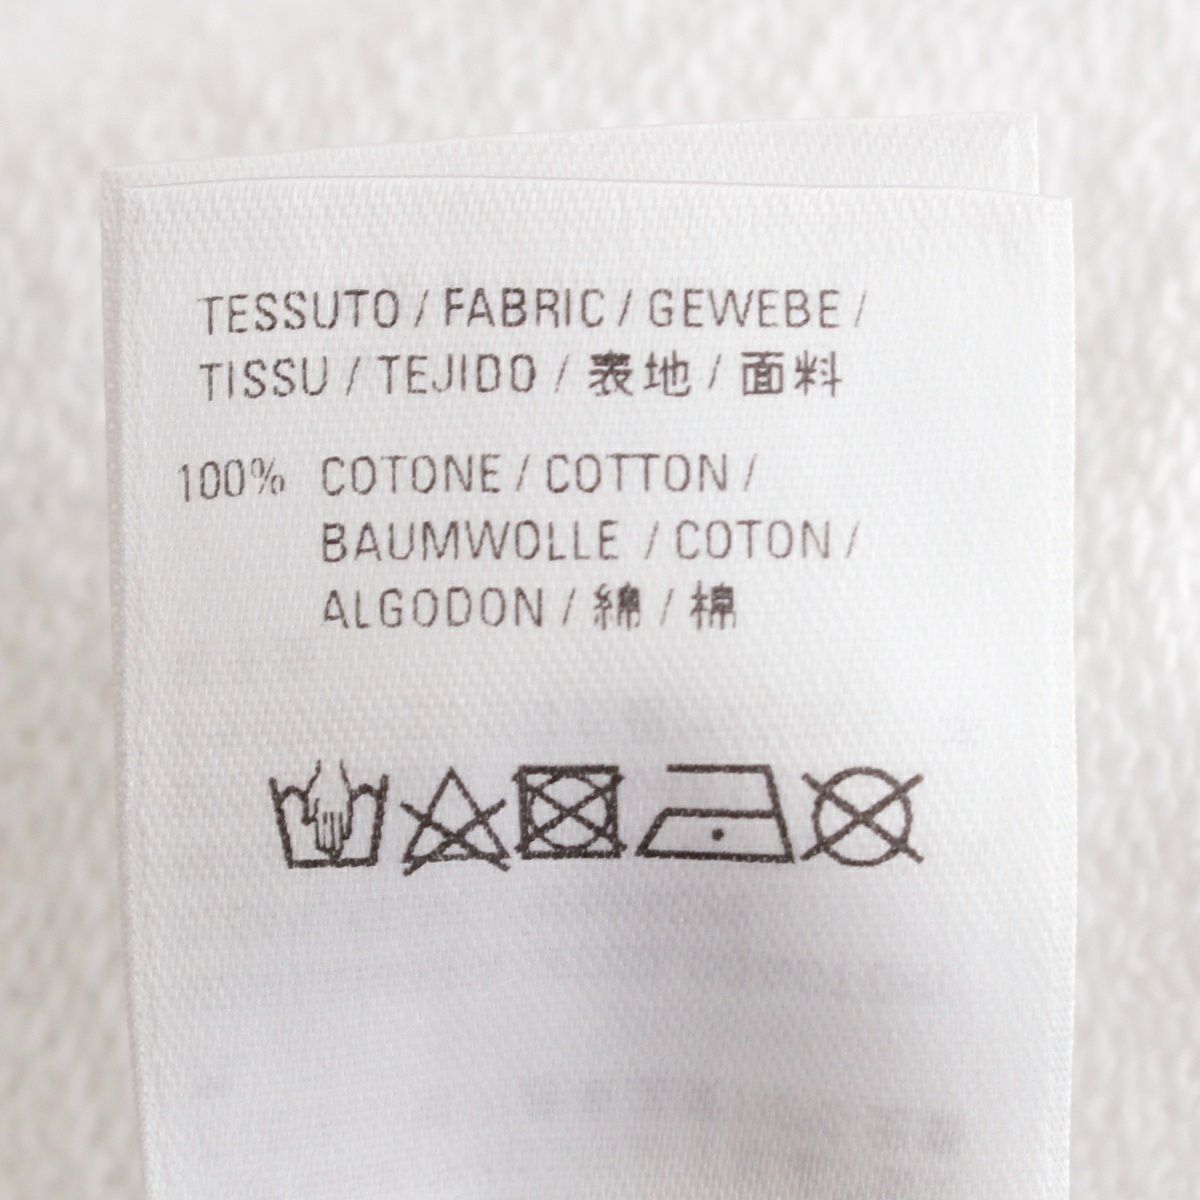 TESSUTO / FABRIC / GEWEBE /
TISSU / TEJIDO / 表地 / 面料
100% COTONE / COTTON /
BAUMWOLLE / COTON /
ALGODON / 綿 / 棉